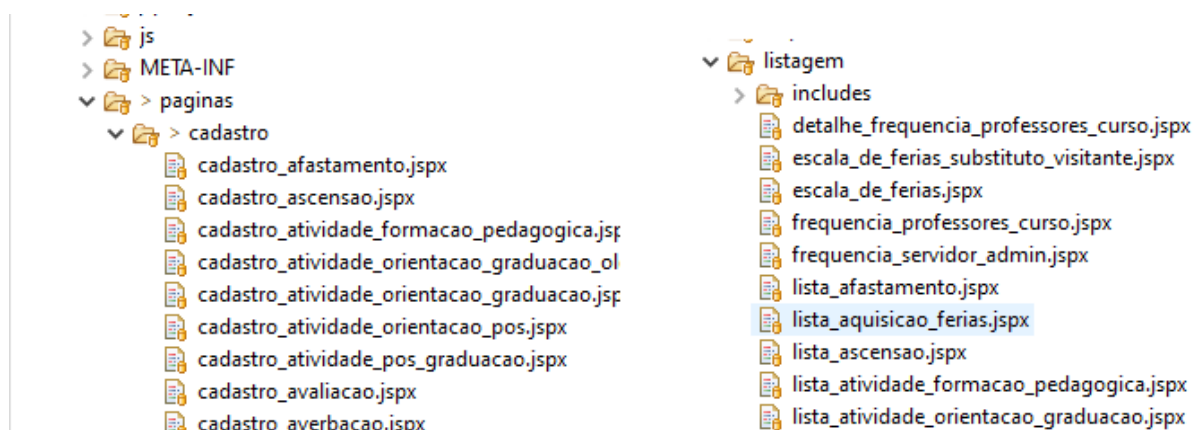 js
META-INF
> paginas
> cadastro
cadastro_afastamento.jspx
cadastro_ascensao.jspx
cadastro_atividade_formacao_pedagogica.jsp
cadastro_atividade_orientacao_graduacao_ol
cadastro_atividade_orientacao_graduacao.jsp
cadastro_atividade_orientacao_pos.jspx
cadastro_atividade_pos_graduacao.jspx
cadastro_avaliacao.jspx
cadastro_averbacao.jspx
listagem
includes
detalhe_frequencia_professores_curso.jspx
escala_de_ferias_substituto_visitante.jspx
escala_de_ferias.jspx
frequencia_professores_curso.jspx
frequencia_servidor_admin.jspx
lista_afastamento.jspx
lista_aquisicao_ferias.jspx
lista_ascensao.jspx
lista_atividade_formacao_pedagogica.jspx
lista_atividade_orientacao_graduacao.jspx